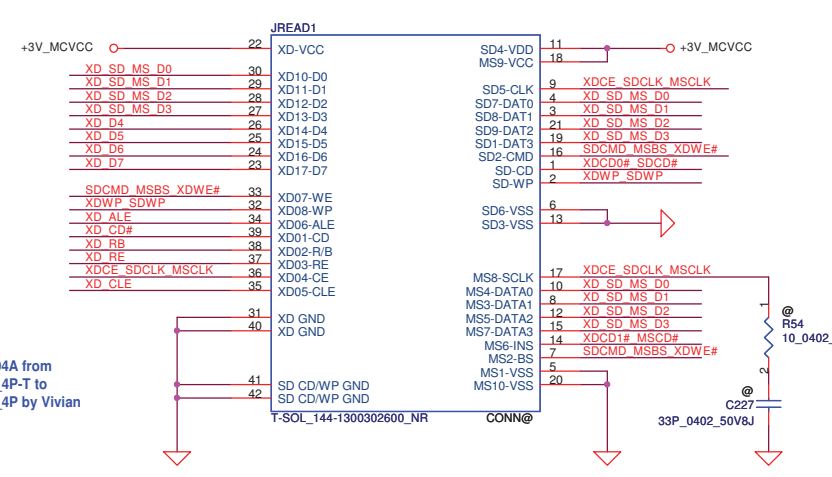 JREAD1
+3V_MCVCC 22 XD-VCC
XD_SD_MS_D0 30 XD10-D0
XD_SD_MS_D1 29 XD11-D1
XD_SD_MS_D2 28 XD12-D2
XD_SD_MS_D3 27 XD13-D3
XD_D4 26 XD14-D4
XD_D5 25 XD15-D5
XD_D6 24 XD16-D6
XD_D7 23 XD17-D7
SDCMD_MSBS_XDWE# 33 XD07-WE
XDWP_SDWP 32 XD08-WP
XD_ALE 34 XD06-ALE
XD_CD# 39 XD01-CD
XD_RB 38 XD02-R/B
XD_RE 37 XD03-RE
XDCE_SDCLK_MSCLK 36 XD04-CE
XD_CLE 35 XD05-CLE
31 XD GND
40 XD GND
41 SD CD/WP GND
42 SD CD/WP GND
SD4-VDD 11 +3V_MCVCC
MS9-VCC 18
SD5-CLK 9 XDCE_SDCLK_MSCLK
SD7-DAT0 4 XD_SD_MS_D0
SD8-DAT1 3 XD_SD_MS_D1
SD9-DAT2 21 XD_SD_MS_D2
SD1-DAT3 19 XD_SD_MS_D3
SD2-CMD 16 SDCMD_MSBS_XDWE#
SD-CD 1 XDCD0#_SDCD#
SD-WP 2 XDWP_SDWP
SD6-VSS 6
SD3-VSS 13
MS8-SCLK 17 XDCE_SDCLK_MSCLK
MS4-DATA0 10 XD_SD_MS_D0
MS3-DATA1 8 XD_SD_MS_D1
MS5-DATA2 12 XD_SD_MS_D2
MS7-DATA3 15 XD_SD_MS_D3
MS6-INS 14 XDCD1#_MSCD#
MS2-BS 7 SDCMD_MSBS_XDWE#
MS1-VSS 5
MS10-VSS 20
T-SOL_144-1300302600_NR CONN@
1
@
R54
10_0402_
2
@
C227
33P_0402_50V8J
04A from
_4P-T to
_4P by Vivian